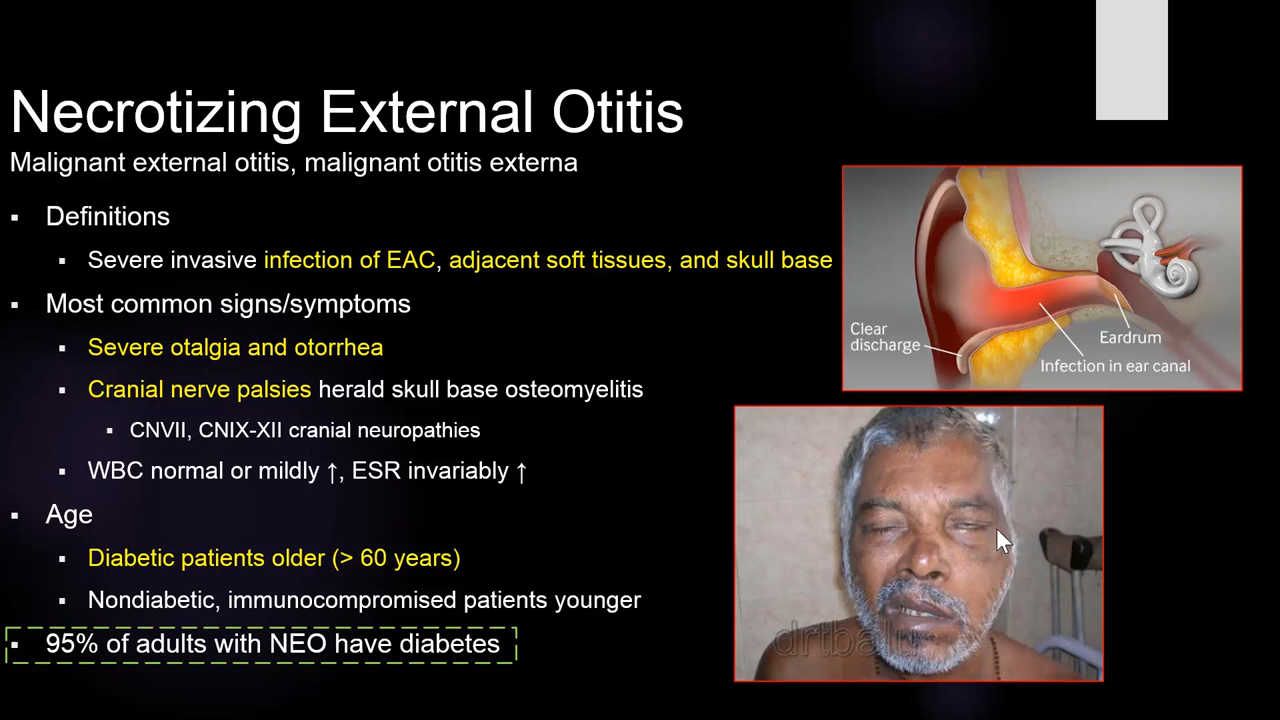 Necrotizing External Otitis
Malignant external otitis, malignant otitis externa
▪ Definitions
▪ Severe invasive infection of EAC, adjacent soft tissues, and skull base
▪ Most common signs/symptoms
▪ Severe otalgia and otorrhea
▪ Cranial nerve palsies herald skull base osteomyelitis
▪ CNVII, CNIX-XII cranial neuropathies
▪ WBC normal or mildly ↑, ESR invariably ↑
▪ Age
▪ Diabetic patients older (> 60 years)
▪ Nondiabetic, immunocompromised patients younger
▪ 95% of adults with NEO have diabetes
Clear
discharge
Eardrum
Infection in ear canal
drtbalu